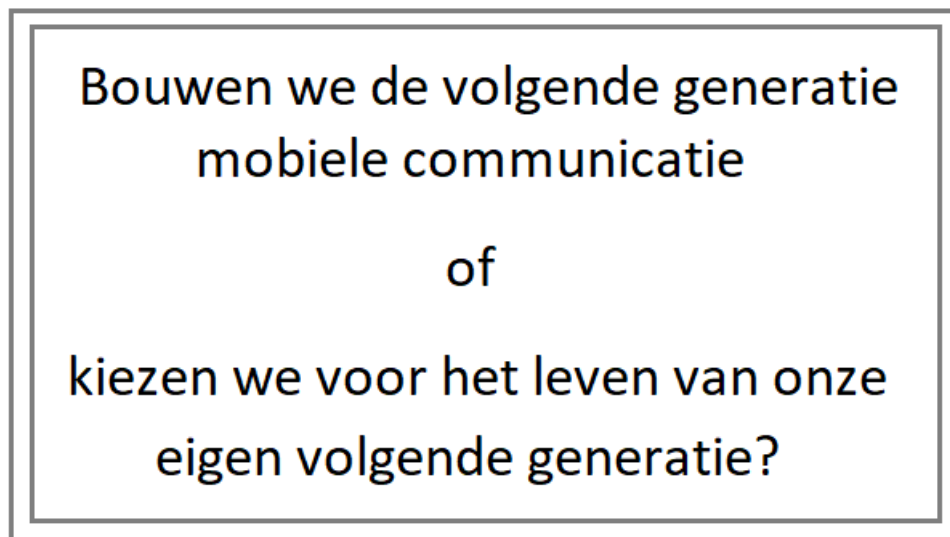 Bouwen we de volgende generatie
mobiele communicatie
of
kiezen we voor het leven van onze
eigen volgende generatie?